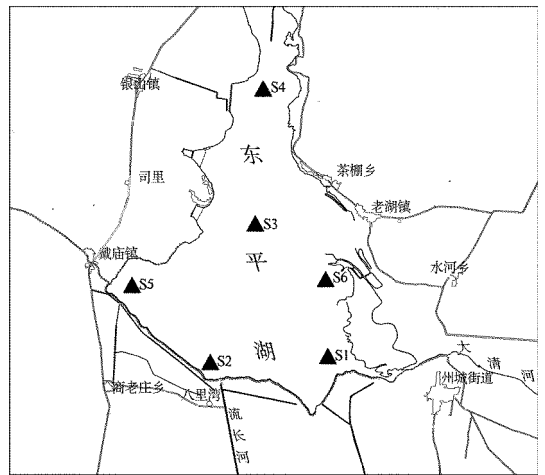 S4
银山镇
东
茶棚乡
司里
老湖镇
S3
戴庙镇
平
水河乡
S5
S6
大
清
河
湖
S1
S2
州城街道
商老庄乡
八里湾
流
长
河